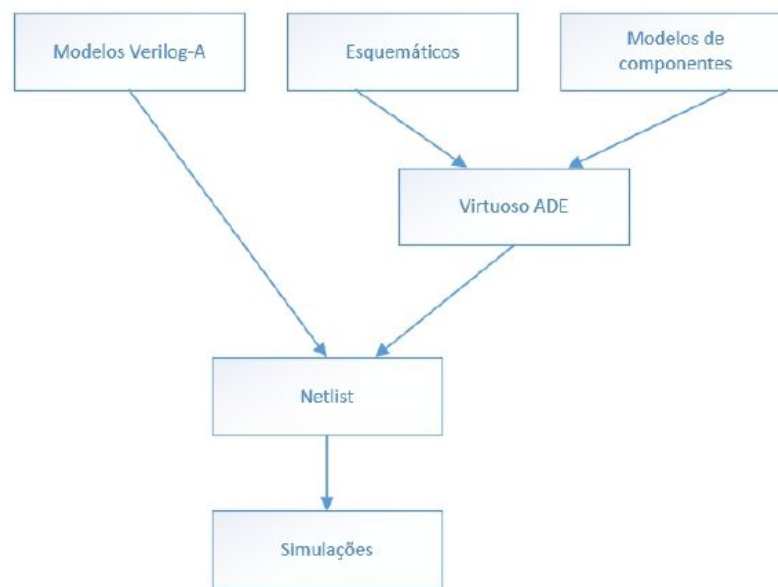 Modelos Verilog-A
Esquemáticos
Modelos de
componentes
Virtuoso ADE
Netlist
Simulações